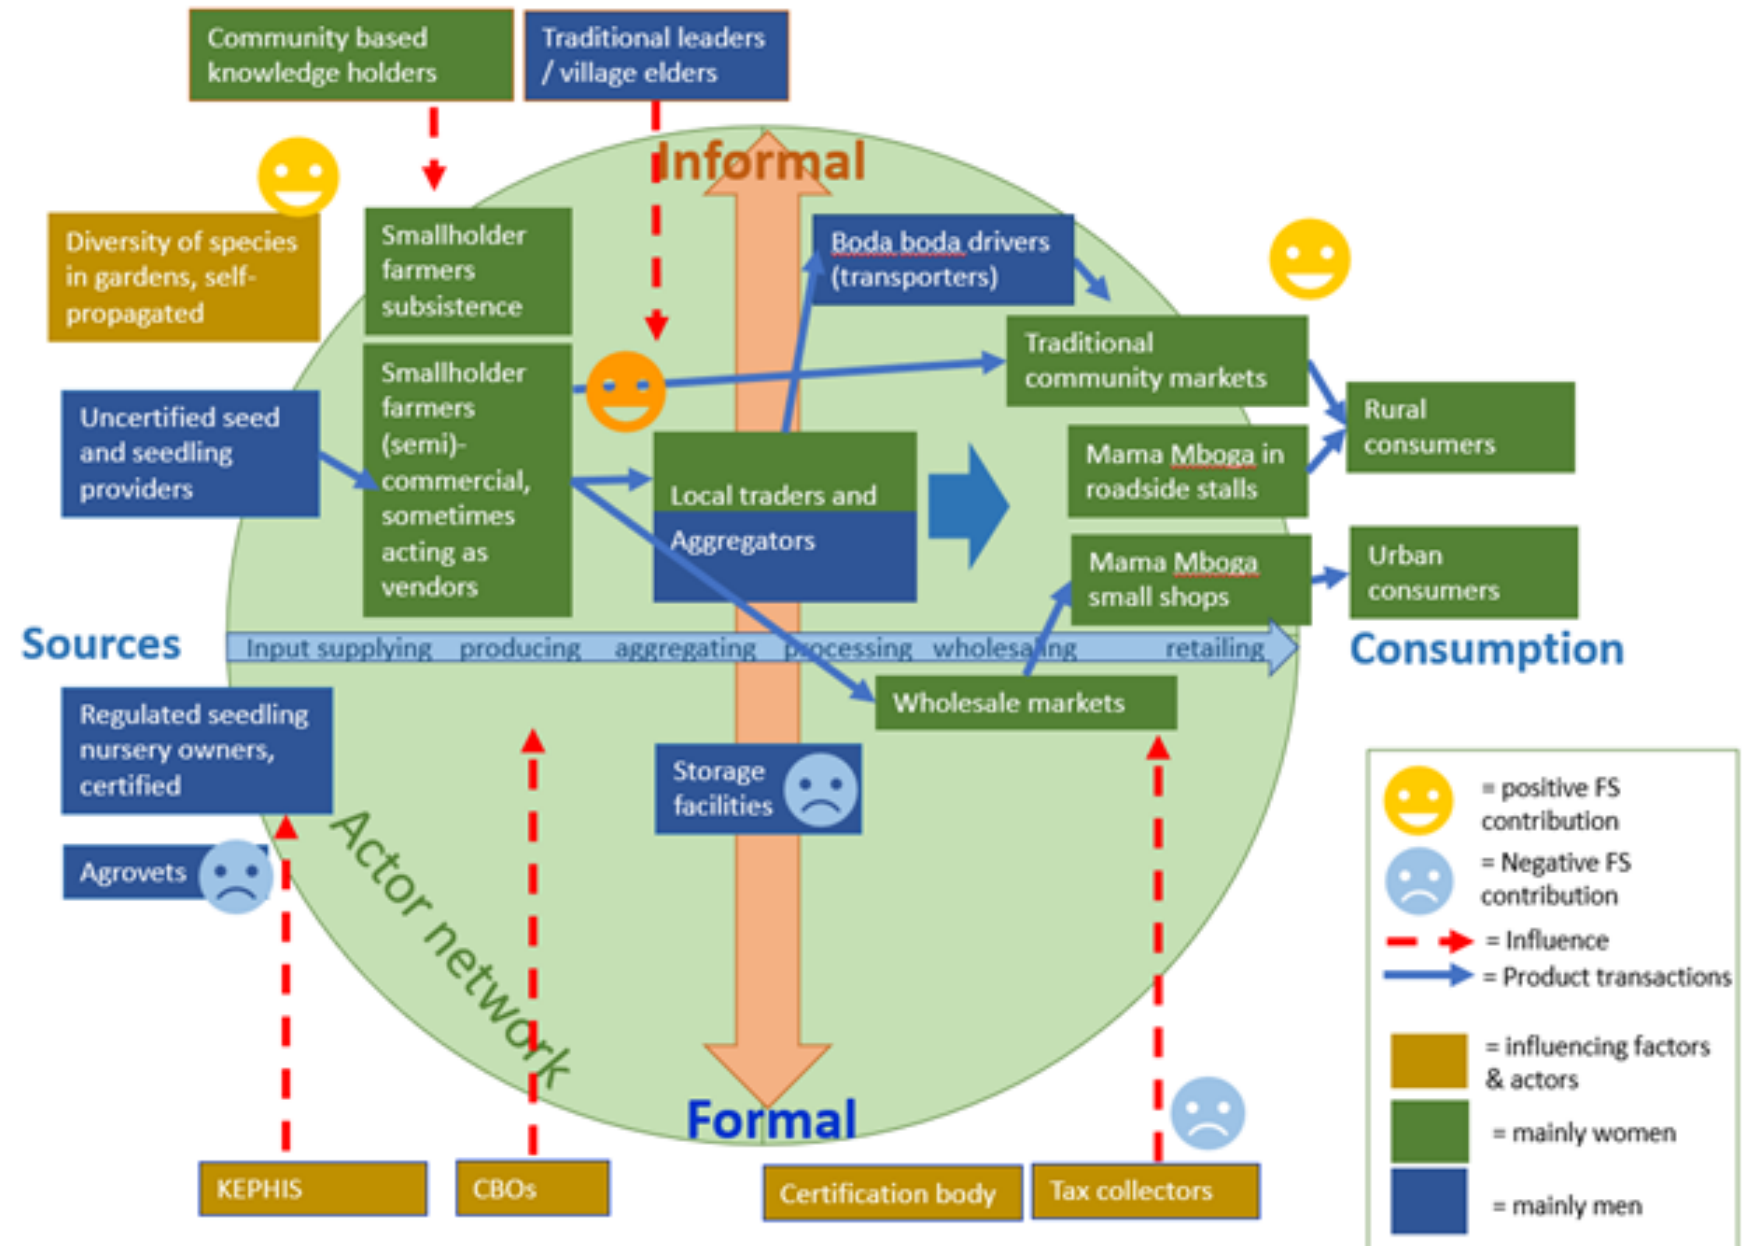 Community based
knowledge holders
Traditional leaders
/ village elders
Informal
Diversity of species
in gardens, self-
propagated
Smallholder
farmers
subsistence
Boda boda drivers
(transporters)
Smallholder
farmers
(semi)-
commercial,
sometimes
acting as
vendors
Traditional
community markets
Uncertified seed
and seedling
providers
Rural
consumers
Local traders and
Aggregators
Mama Mboga in
roadside stalls
Mama Mboga
small shops
Urban
consumers
Sources
Input supplying producing aggregating processing wholesaling retailing
Consumption
Regulated seedling
nursery owners,
certified
Wholesale markets
Storage
facilities
Agrovets
Actor network
Formal
KEPHIS
CBOs
Certification body
Tax collectors
= positive FS
contribution
= Negative FS
contribution
= Influence
= Product transactions
= influencing factors
& actors
= mainly women
= mainly men